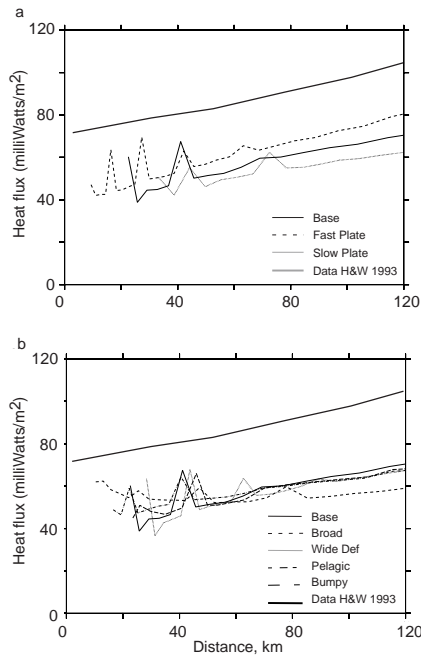 a
120
80
40
0
Heat flux (milliWatts/m2)
Base
Fast Plate
Slow Plate
Data H&W 1993
0 40 80 120
b
120
80
40
0
Heat flux (milliWatts/m2)
Base
Broad
Wide Def
Pelagic
Bumpy
Data H&W 1993
0 40 80 120
Distance, km